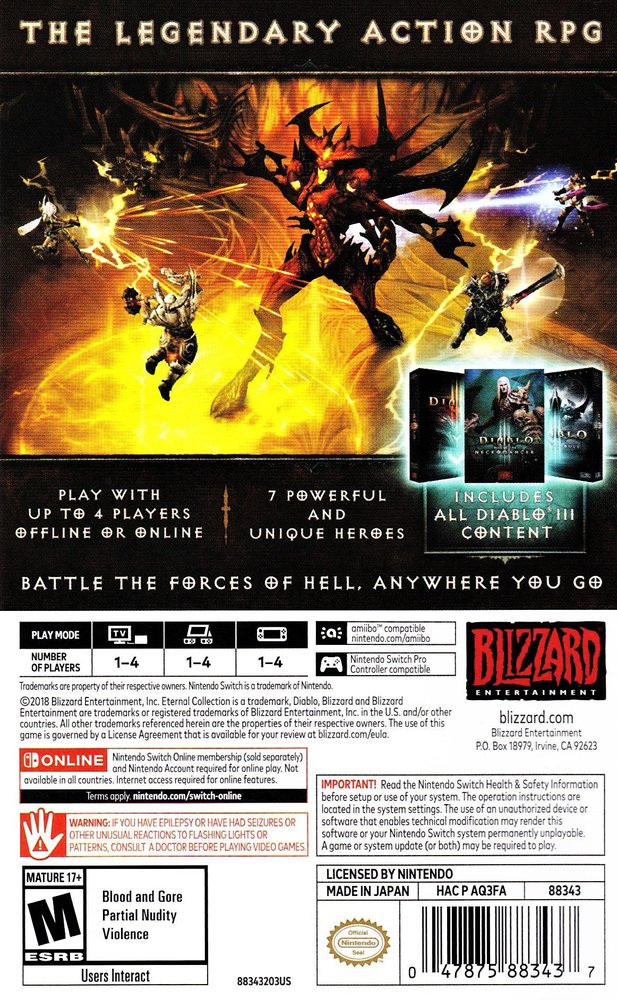 THE LEGENDARY ACTION RPG
DIABLO
NECROMANCER
PLAY WITH
UP TO 4 PLAYERS
OFFLINE OR ONLINE
7 POWERFUL
AND
UNIQUE HEROES
INCLUDES
ALL DIABLO® III
CONTENT
BATTLE THE FORCES OF HELL, ANYWHERE YOU GO
PLAY MODE
TV
NUMBER
OF PLAYERS
1–4
1–4
1–4
amiibo™ compatible
nintendo.com/amiibo
Nintendo Switch Pro
Controller compatible
BLIZZARD
ENTERTAINMENT
blizzard.com
Blizzard Entertainment
P.O. Box 18979, Irvine, CA 92623
Trademarks are property of their respective owners. Nintendo Switch is a trademark of Nintendo.
©2018 Blizzard Entertainment, Inc. Eternal Collection is a trademark, Diablo, Blizzard and Blizzard
Entertainment are trademarks or registered trademarks of Blizzard Entertainment, Inc. in the U.S. and/or other
countries. All other trademarks referenced herein are the properties of their respective owners. The use of this
game is governed by a License Agreement that is available for your review at blizzard.com/eula.
ONLINE
Nintendo Switch Online membership (sold separately)
and Nintendo Account required for online play. Not
available in all countries. Internet access required for online features.
Terms apply. nintendo.com/switch-online
WARNING: IF YOU HAVE EPILEPSY OR HAVE HAD SEIZURES OR
OTHER UNUSUAL REACTIONS TO FLASHING LIGHTS OR
PATTERNS, CONSULT A DOCTOR BEFORE PLAYING VIDEO GAMES.
IMPORTANT! Read the Nintendo Switch Health & Safety Information
before setup or use of your system. The operation instructions are
located in the system settings. The use of an unauthorized device or
software that enables technical modification may render this
software or your Nintendo Switch system permanently unplayable.
A game or system update (or both) may be required to play.
MATURE 17+
M
ESRB
Blood and Gore
Partial Nudity
Violence
Users Interact
88343203US
LICENSED BY NINTENDO
MADE IN JAPAN
HAC P AQ3FA
88343
Official
Nintendo
Seal
0 47875 88343 7